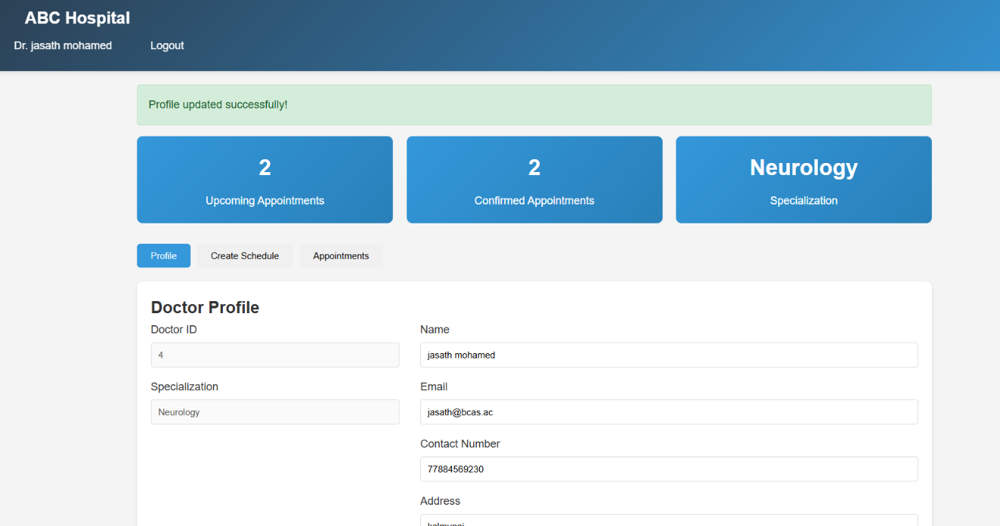 ABC Hospital
Dr. jasath mohamed Logout
Profile updated successfully!
2
Upcoming Appointments
2
Confirmed Appointments
Neurology
Specialization
Profile Create Schedule Appointments
Doctor Profile
Doctor ID
4
Name
jasath mohamed
Specialization
Neurology
Email
jasath@bcas.ac
Contact Number
77884569230
Address